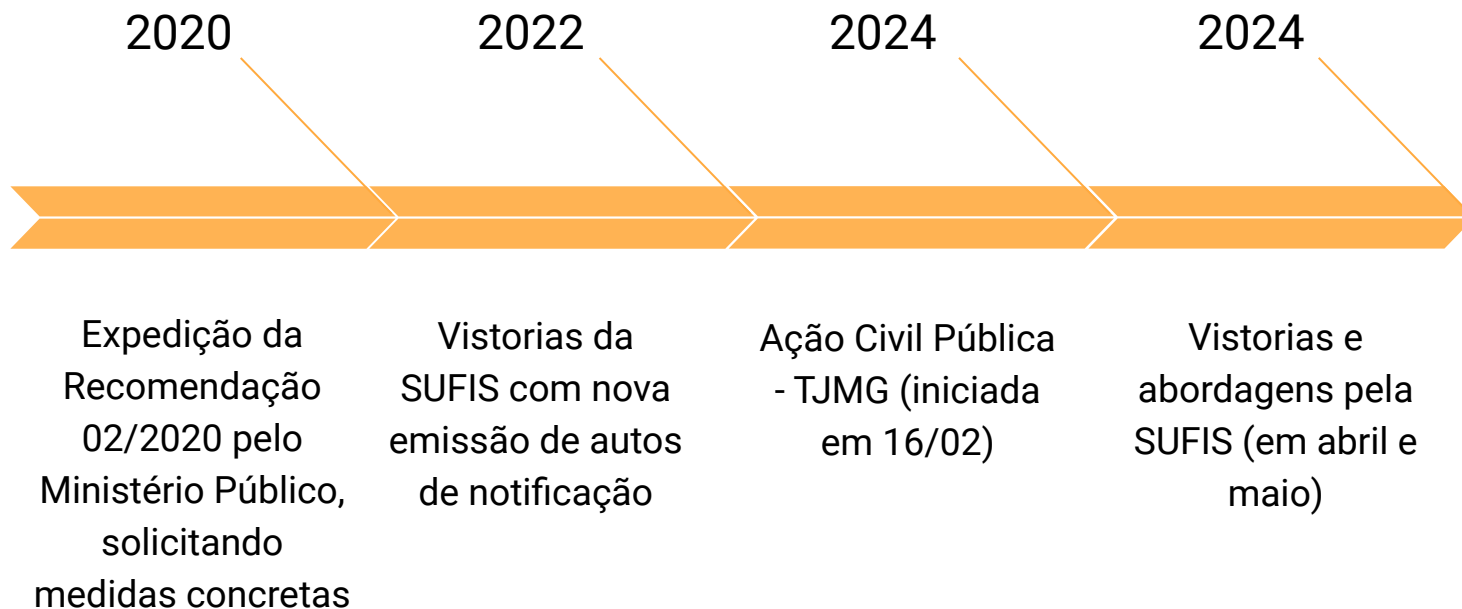 2020
2022
2024
2024
Expedição da
Recomendação
02/2020 pelo
Ministério Público,
solicitando
medidas concretas
Vistorias da
SUFIS com nova
emissão de autos
de notificação
Ação Civil Pública
- TJMG (iniciada
em 16/02)
Vistorias e
abordagens pela
SUFIS (em abril e
maio)